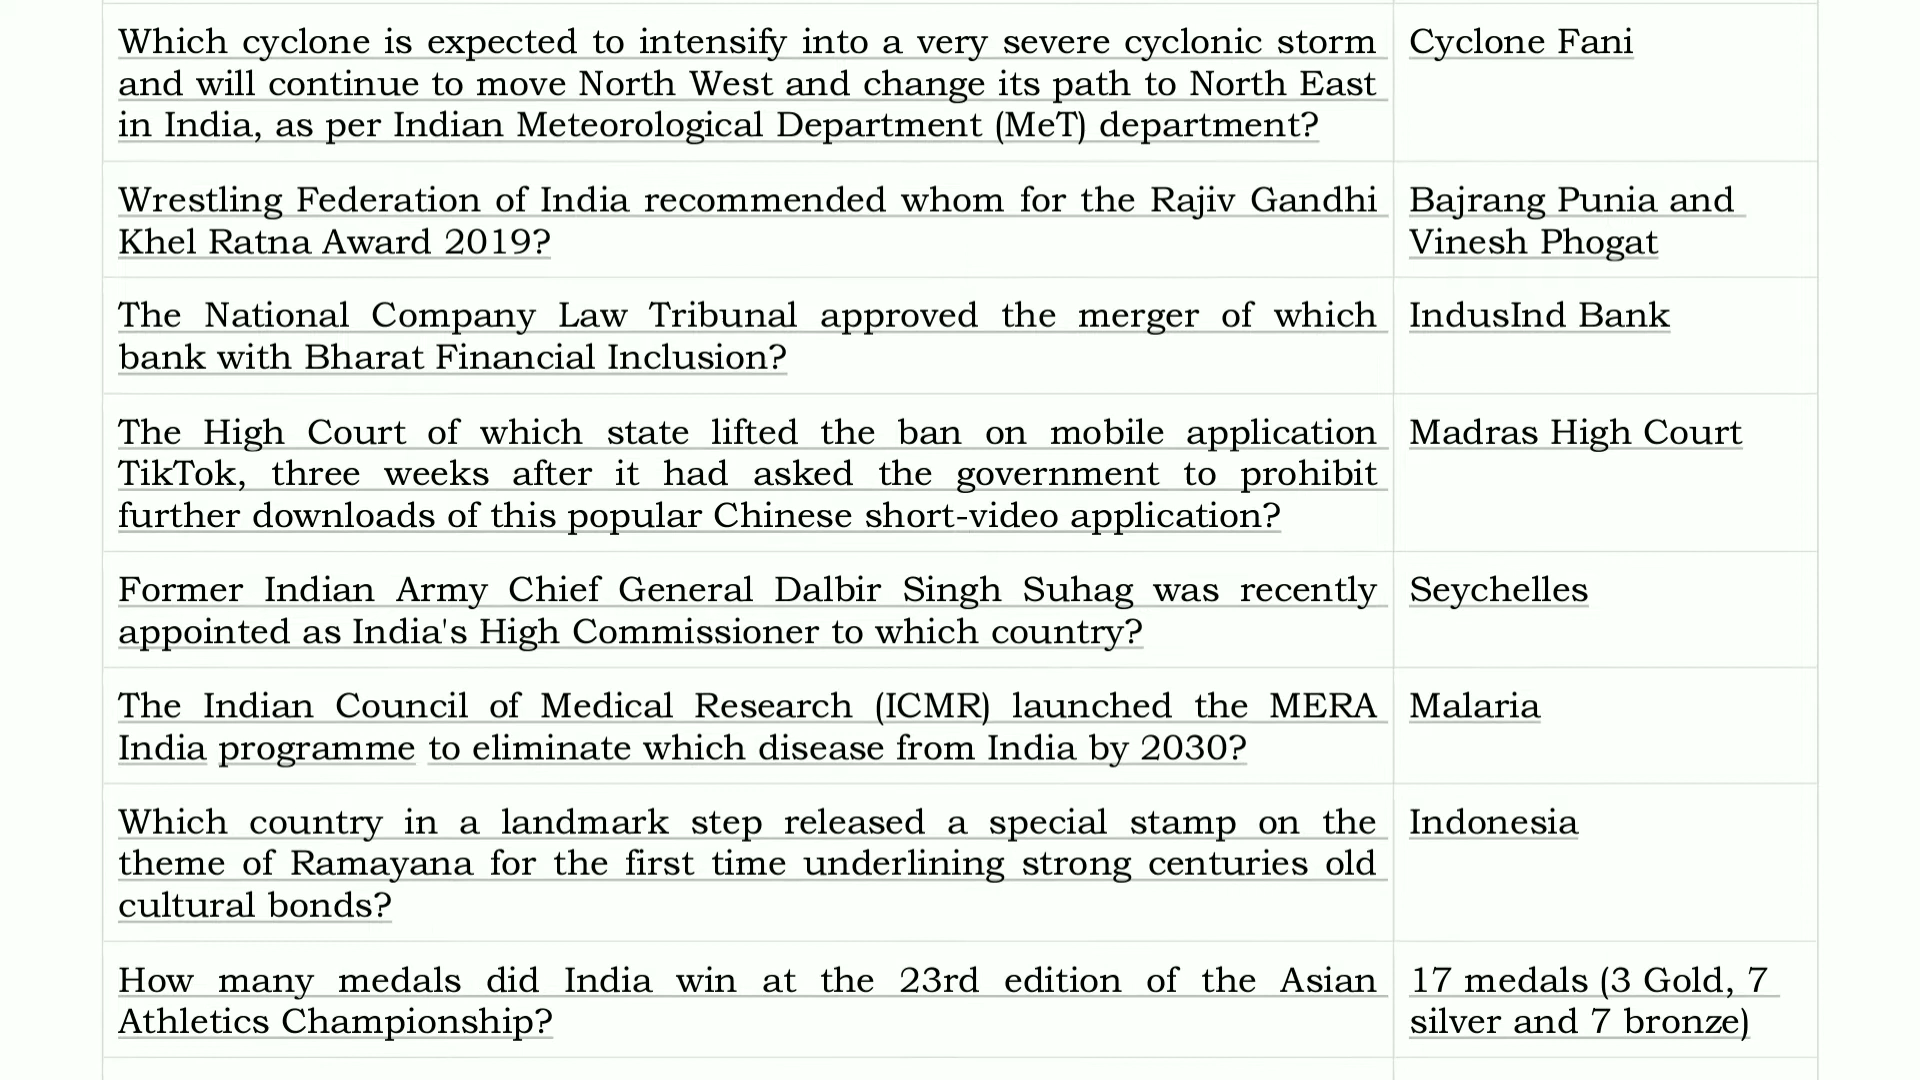 Which cyclone is expected to intensify into a very severe cyclonic storm
and will continue to move North West and change its path to North East
in India, as per Indian Meteorological Department (MeT) department?
Cyclone Fani
Wrestling Federation of India recommended whom for the Rajiv Gandhi
Khel Ratna Award 2019?
Bajrang Punia and
Vinesh Phogat
The National Company Law Tribunal approved the merger of which
bank with Bharat Financial Inclusion?
IndusInd Bank
The High Court of which state lifted the ban on mobile application
TikTok, three weeks after it had asked the government to prohibit
further downloads of this popular Chinese short-video application?
Madras High Court
Former Indian Army Chief General Dalbir Singh Suhag was recently
appointed as India's High Commissioner to which country?
Seychelles
The Indian Council of Medical Research (ICMR) launched the MERA
India programme to eliminate which disease from India by 2030?
Malaria
Which country in a landmark step released a special stamp on the
theme of Ramayana for the first time underlining strong centuries old
cultural bonds?
Indonesia
How many medals did India win at the 23rd edition of the Asian
Athletics Championship?
17 medals (3 Gold, 7
silver and 7 bronze)